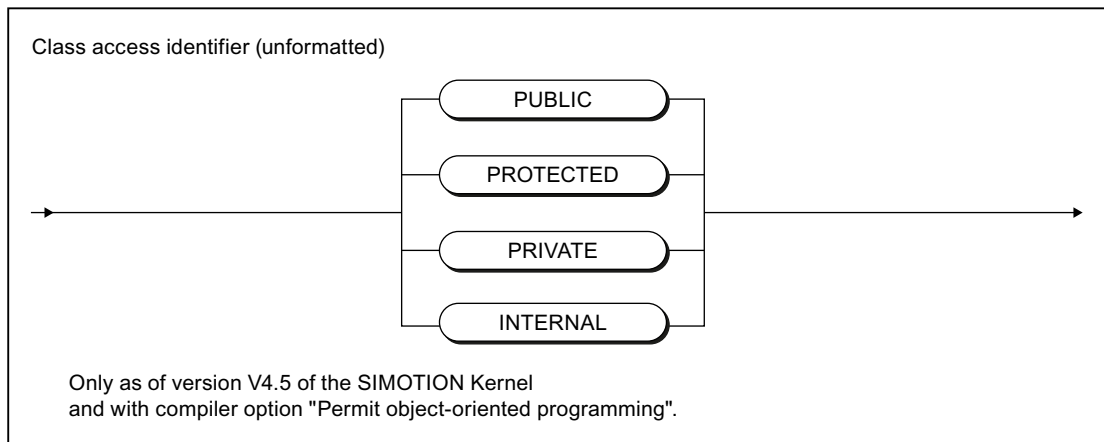 Class access identifier (unformatted)
PUBLIC
PROTECTED
PRIVATE
INTERNAL
Only as of version V4.5 of the SIMOTION Kernel
and with compiler option "Permit object-oriented programming".